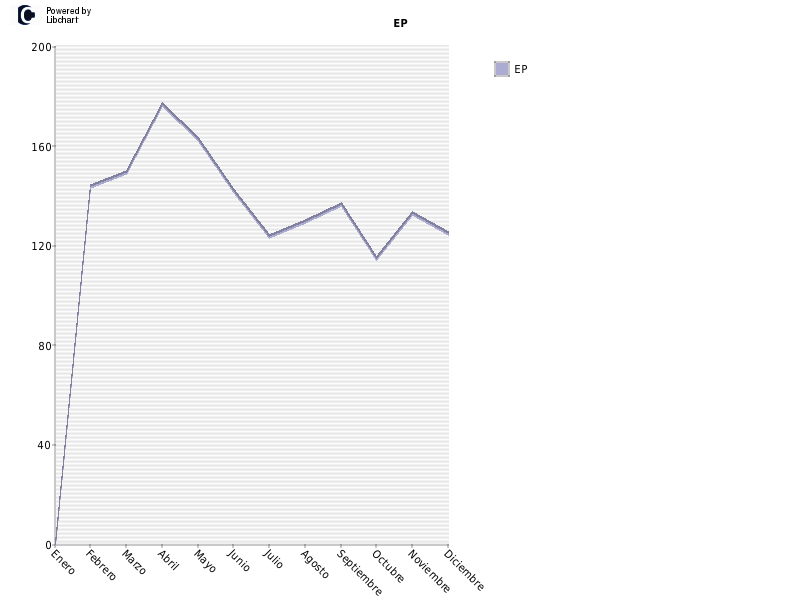 Powered by
Libchart
EP
EP
200
160
120
80
40
0
Enero
Febrero
Marzo
Abril
Mayo
Junio
Julio
Agosto
Septiembre
Octubre
Noviembre
Diciembre